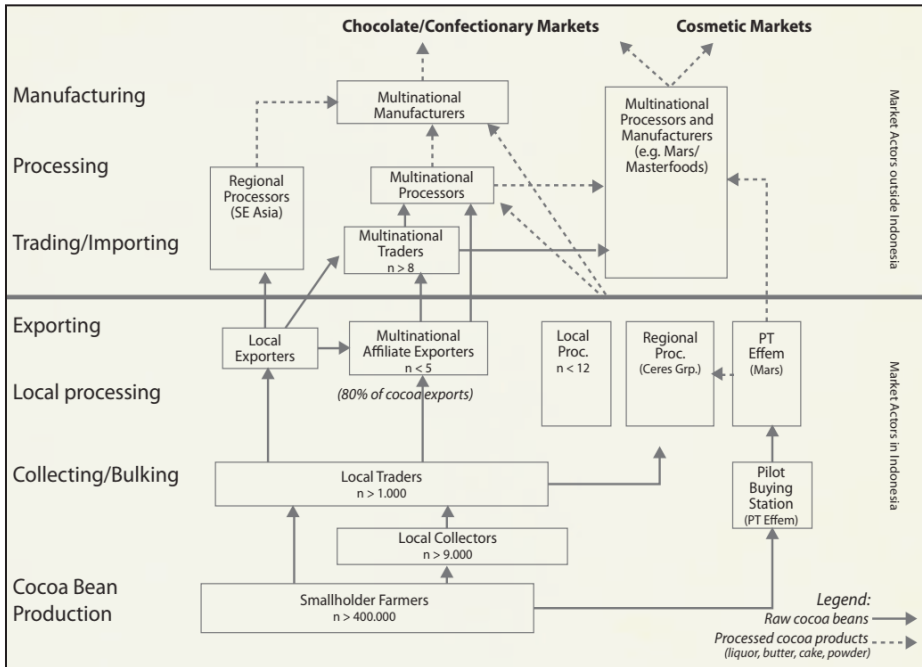 Chocolate/Confectionary Markets
Cosmetic Markets
Manufacturing
Multinational
Manufacturers
Multinational
Processors and
Manufacturers
(e.g. Mars/
Masterfoods)
Market Actors outside Indonesia
Processing
Regional
Processors
(SE Asia)
Multinational
Processors
Trading/Importing
Multinational
Traders
n > 8
Exporting
Local
Exporters
Multinational
Affiliate Exporters
n < 5
(80% of cocoa exports)
Local
Proc.
n < 12
Regional
Proc.
(Ceres Grp.)
PT
Effem
(Mars)
Local processing
Market Actors in Indonesia
Collecting/Bulking
Local Traders
n > 1.000
Pilot
Buying
Station
(PT Effem)
Local Collectors
n > 9.000
Cocoa Bean
Production
Smallholder Farmers
n > 400.000
Legend:
Raw cocoa beans
Processed cocoa products
(liquor, butter, cake, powder)